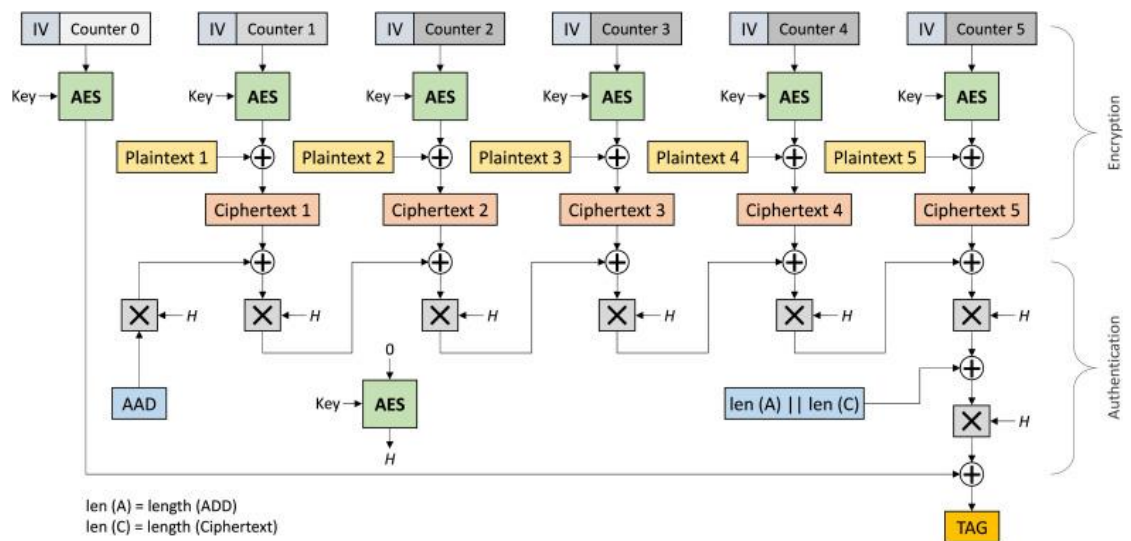 IV Counter 0 IV Counter 1 IV Counter 2 IV Counter 3 IV Counter 4 IV Counter 5
Key AES Key AES Key AES Key AES Key AES Key AES
Plaintext 1 Plaintext 2 Plaintext 3 Plaintext 4 Plaintext 5
Ciphertext 1 Ciphertext 2 Ciphertext 3 Ciphertext 4 Ciphertext 5
Encryption
H H H H H H
0
AAD Key AES len (A) || len (C)
H
H
Authentication
len (A) = length (ADD)
len (C) = length (Ciphertext)
TAG